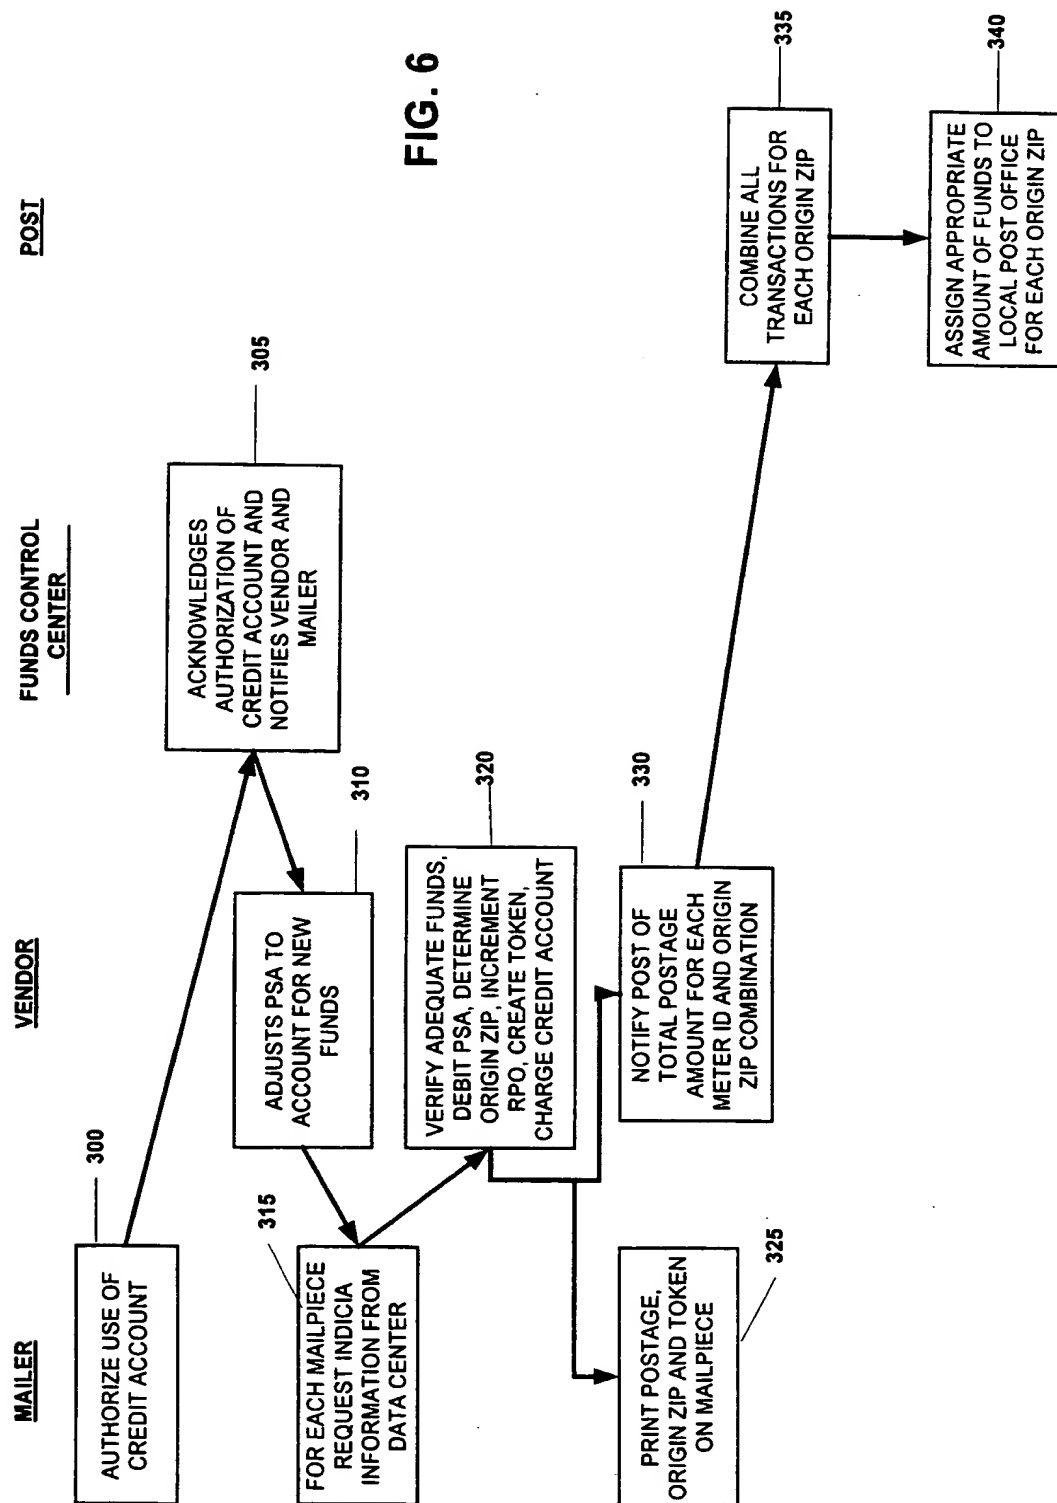 MAILER
VENDOR
FUNDS CONTROL
CENTER
POST
300
AUTHORIZE USE OF
CREDIT ACCOUNT
305
ACKNOWLEDGES
AUTHORIZATION OF
CREDIT ACCOUNT AND
NOTIFIES VENDOR AND
MAILER
310
ADJUSTS PSA TO
ACCOUNT FOR NEW
FUNDS
315
FOR EACH MAILPIECE
REQUEST INDICIA
INFORMATION FROM
DATA CENTER
320
VERIFY ADEQUATE FUNDS,
DEBIT PSA, DETERMINE
ORIGIN ZIP, INCREMENT
RPO, CREATE TOKEN,
CHARGE CREDIT ACCOUNT
325
PRINT POSTAGE,
ORIGIN ZIP AND TOKEN
ON MAILPIECE
330
NOTIFY POST OF
TOTAL POSTAGE
AMOUNT FOR EACH
METER ID AND ORIGIN
ZIP COMBINATION
335
COMBINE ALL
TRANSACTIONS FOR
EACH ORIGIN ZIP
340
ASSIGN APPROPRIATE
AMOUNT OF FUNDS TO
LOCAL POST OFFICE
FOR EACH ORIGIN ZIP
FIG. 6